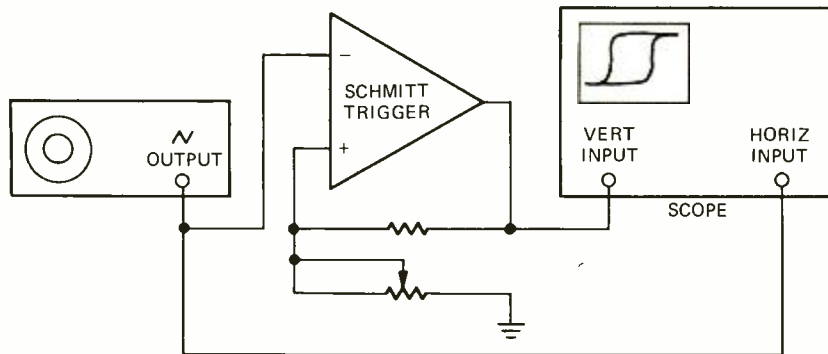 SCHMITT
TRIGGER
−
+
OUTPUT
VERT
INPUT
HORIZ
INPUT
SCOPE